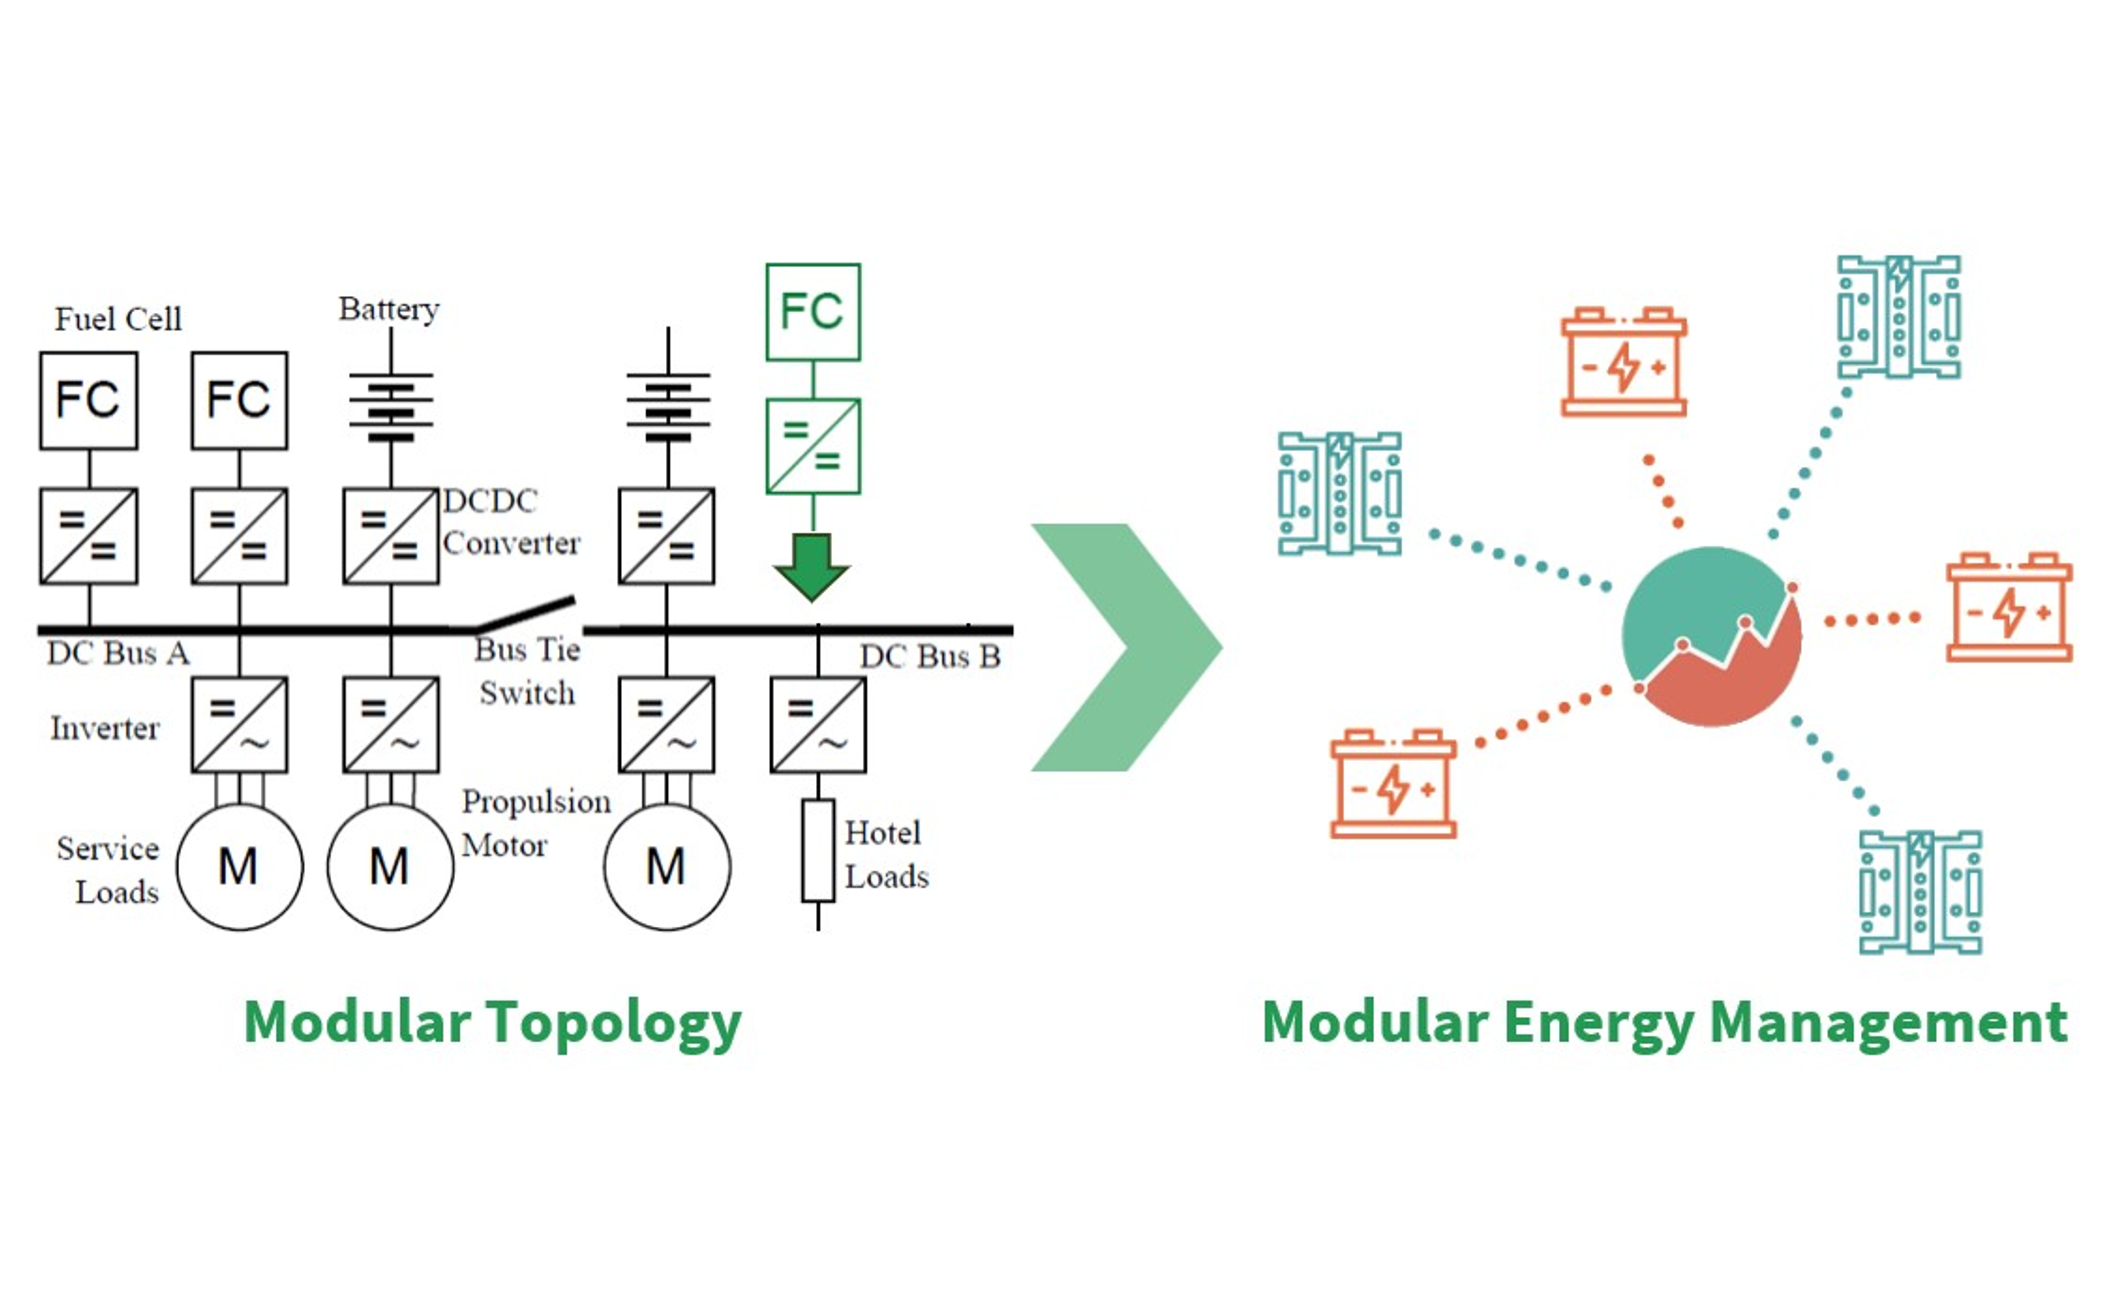 FC
Battery
Fuel Cell
FC
FC
DCDC
Converter
DC Bus A
Bus Tie
Switch
DC Bus B
Inverter
Propulsion
Motor
Service
Loads
M
M
M
Hotel
Loads
Modular Topology
Modular Energy Management